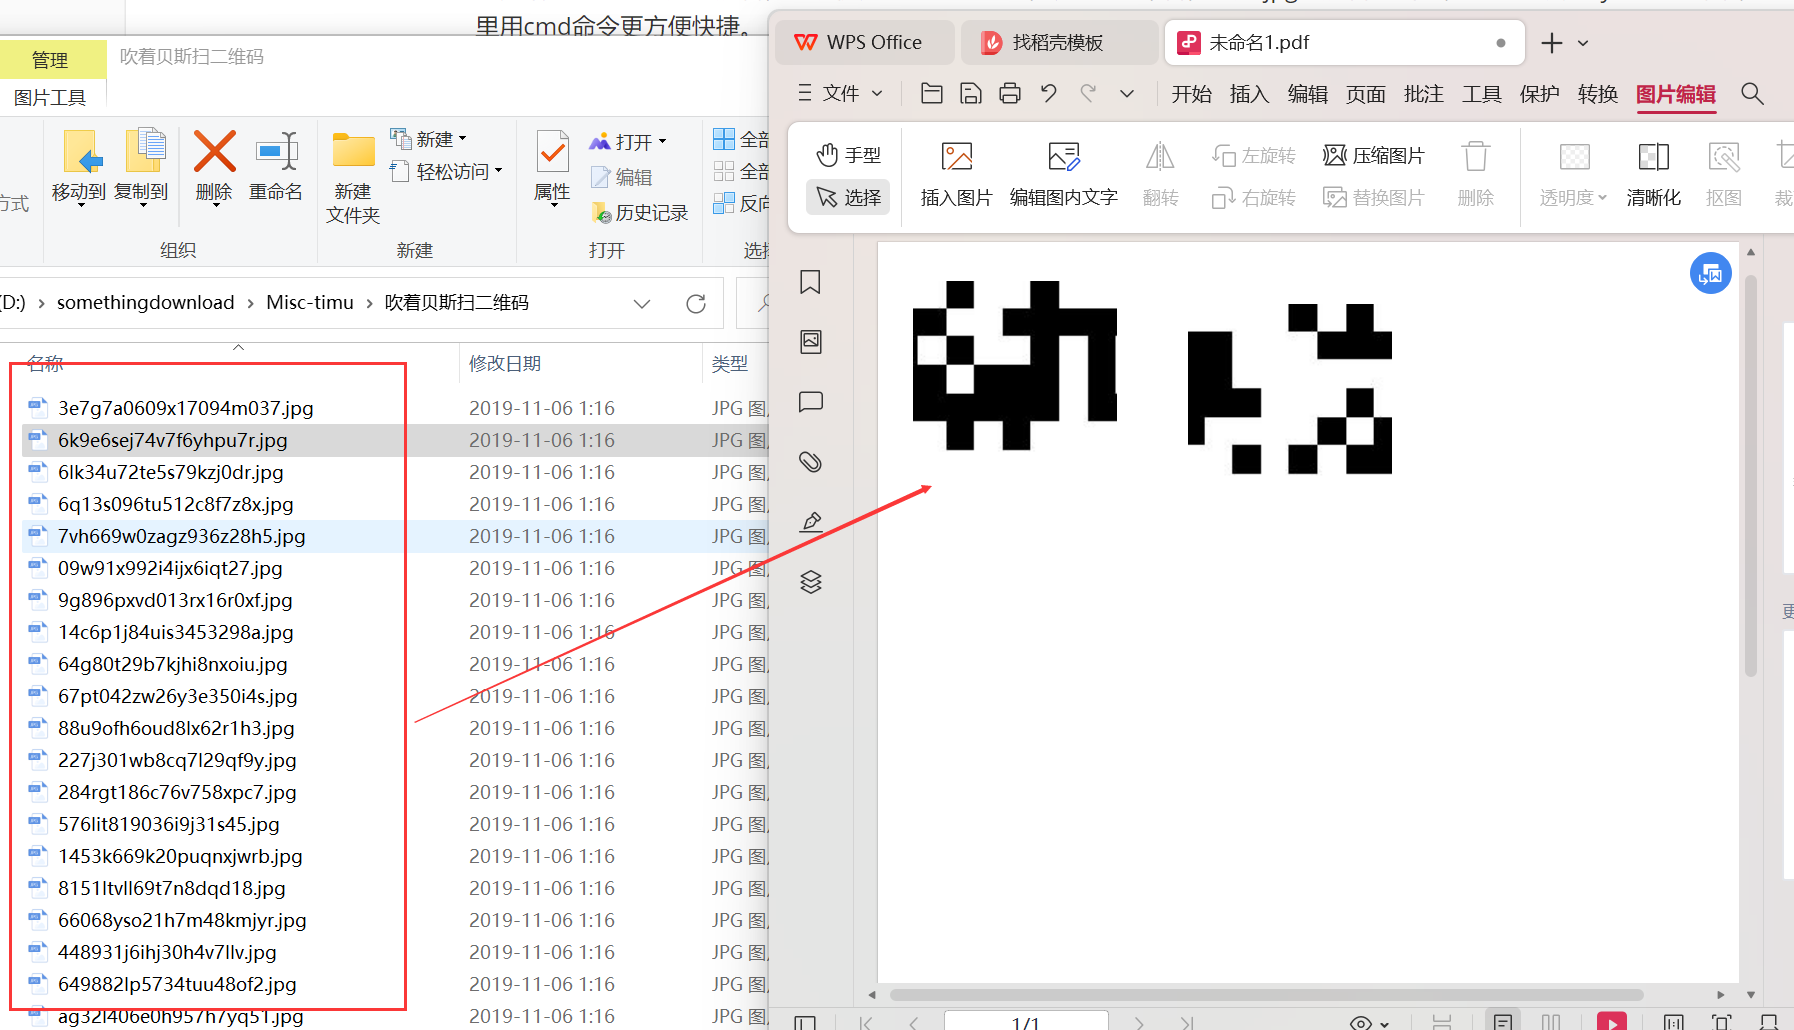 里用cmd命令更方便快捷。
管理
吹着贝斯扫二维码
图片工具
方式
移动到
复制到
删除
重命名
组织
新建
文件夹
新建
轻松访问
新建
属性
打开
编辑
历史记录
打开
全部
全部
反向
选择
(D:) › somethingdownload › Misc-timu › 吹着贝斯扫二维码
名称 修改日期 类型
3e7g7a0609x17094m037.jpg 2019-11-06 1:16 JPG 图
6k9e6sej74v7f6yhpu7r.jpg 2019-11-06 1:16 JPG 图
6lk34u72te5s79kzj0dr.jpg 2019-11-06 1:16 JPG 图
6q13s096tu512c8f7z8x.jpg 2019-11-06 1:16 JPG 图
7vh669w0zagz936z28h5.jpg 2019-11-06 1:16 JPG 图
09w91x992i4ijx6iqt27.jpg 2019-11-06 1:16 JPG 图
9g896pxvd013rx16r0xf.jpg 2019-11-06 1:16 JPG 图
14c6p1j84uis3453298a.jpg 2019-11-06 1:16 JPG 图
64g80t29b7kjhi8nxoiu.jpg 2019-11-06 1:16 JPG 图
67pt042zw26y3e350i4s.jpg 2019-11-06 1:16 JPG 图
88u9ofh6oud8lx62r1h3.jpg 2019-11-06 1:16 JPG 图
227j301wb8cq7l29qf9y.jpg 2019-11-06 1:16 JPG 图
284rgt186c76v758xpc7.jpg 2019-11-06 1:16 JPG 图
576lit819036i9j31s45.jpg 2019-11-06 1:16 JPG 图
1453k669k20puqnxjwrb.jpg 2019-11-06 1:16 JPG 图
8151ltvll69t7n8dqd18.jpg 2019-11-06 1:16 JPG 图
66068yso21h7m48kmjyr.jpg 2019-11-06 1:16 JPG 图
448931j6ihj30h4v7llv.jpg 2019-11-06 1:16 JPG 图
649882lp5734tuu48of2.jpg 2019-11-06 1:16 JPG 图
ag32l406e0h957h7yq51.jpg 2019-11-06 1:16 JPG 图
WPS Office 找稻壳模板 未命名1.pdf
文件 开始 插入 编辑 页面 批注 工具 保护 转换 图片编辑
手型
选择
插入图片
编辑图内文字
翻转
左旋转
右旋转
压缩图片
替换图片
删除
透明度
清晰化
抠图
裁
更
1/1